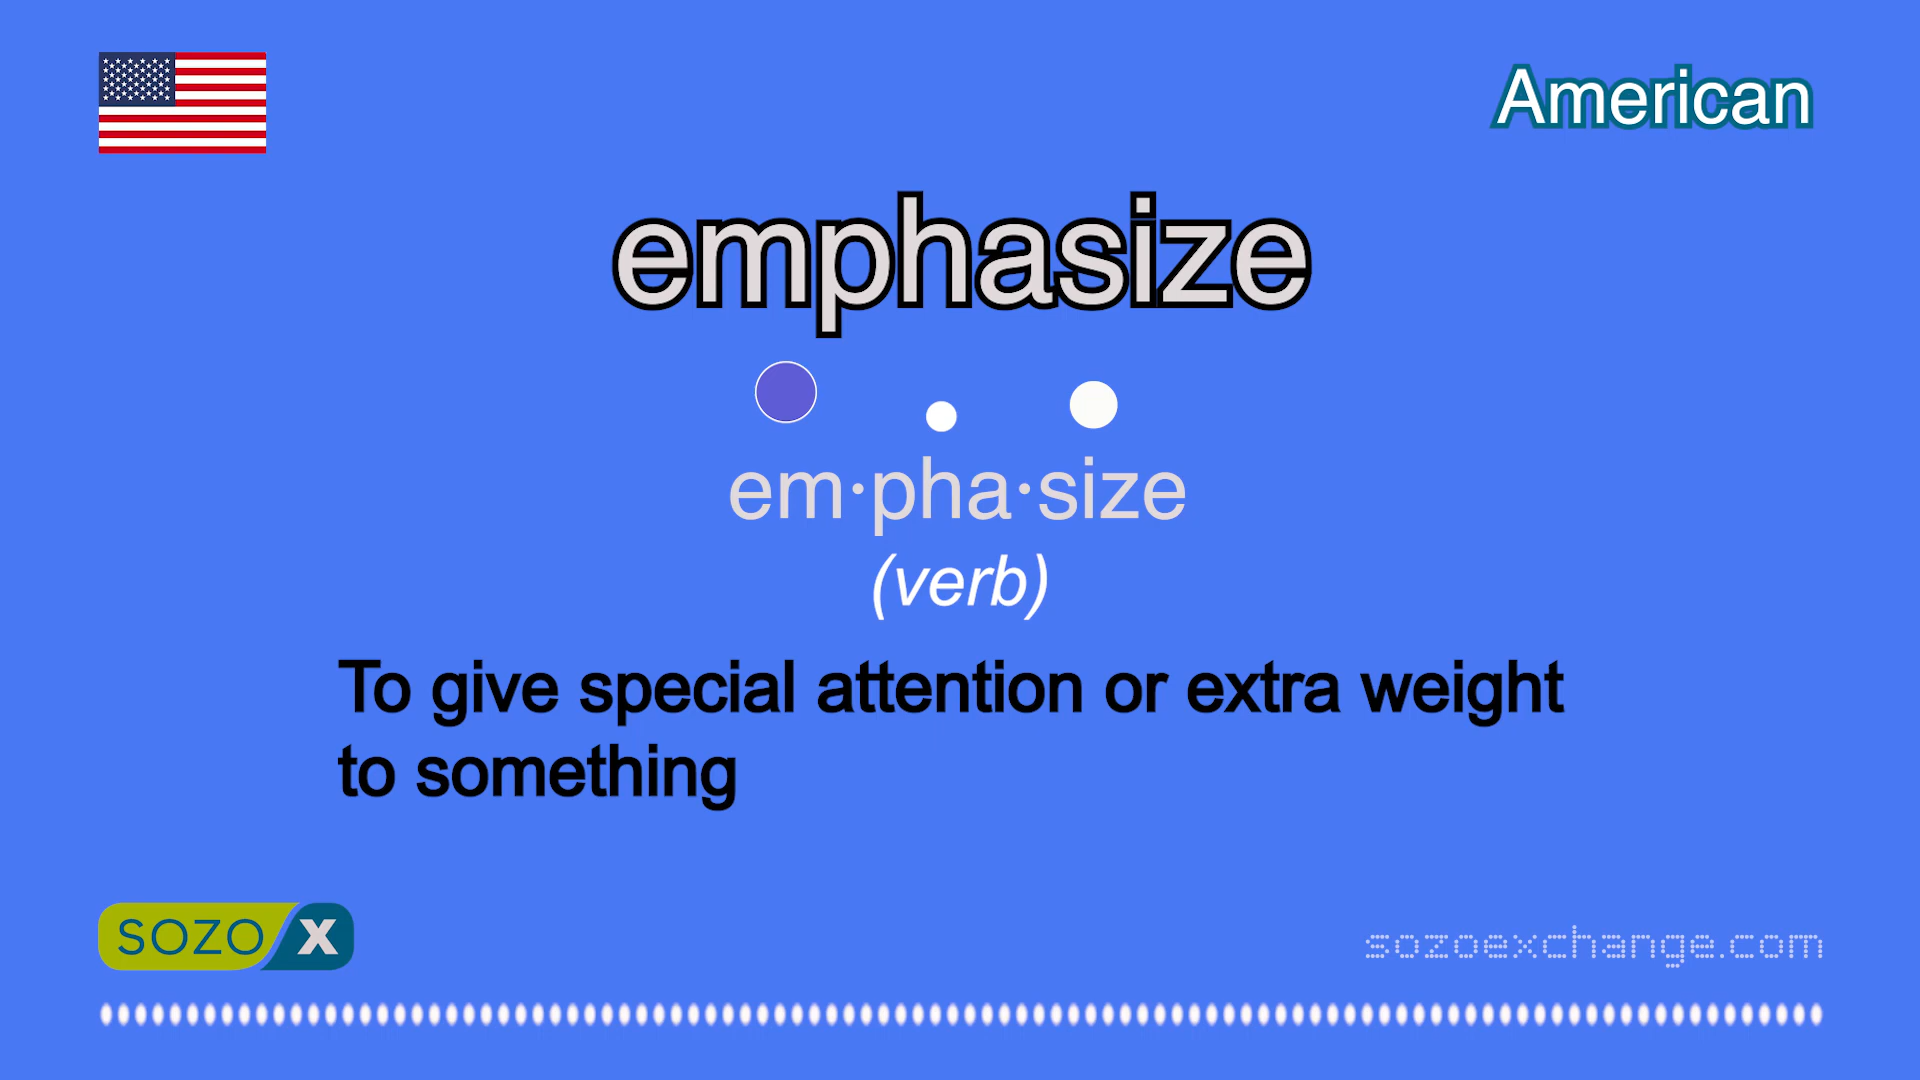 American
emphasize
em·pha·size
(verb)
To give special attention or extra weight
to something
SOZO X
sozoexchange.com